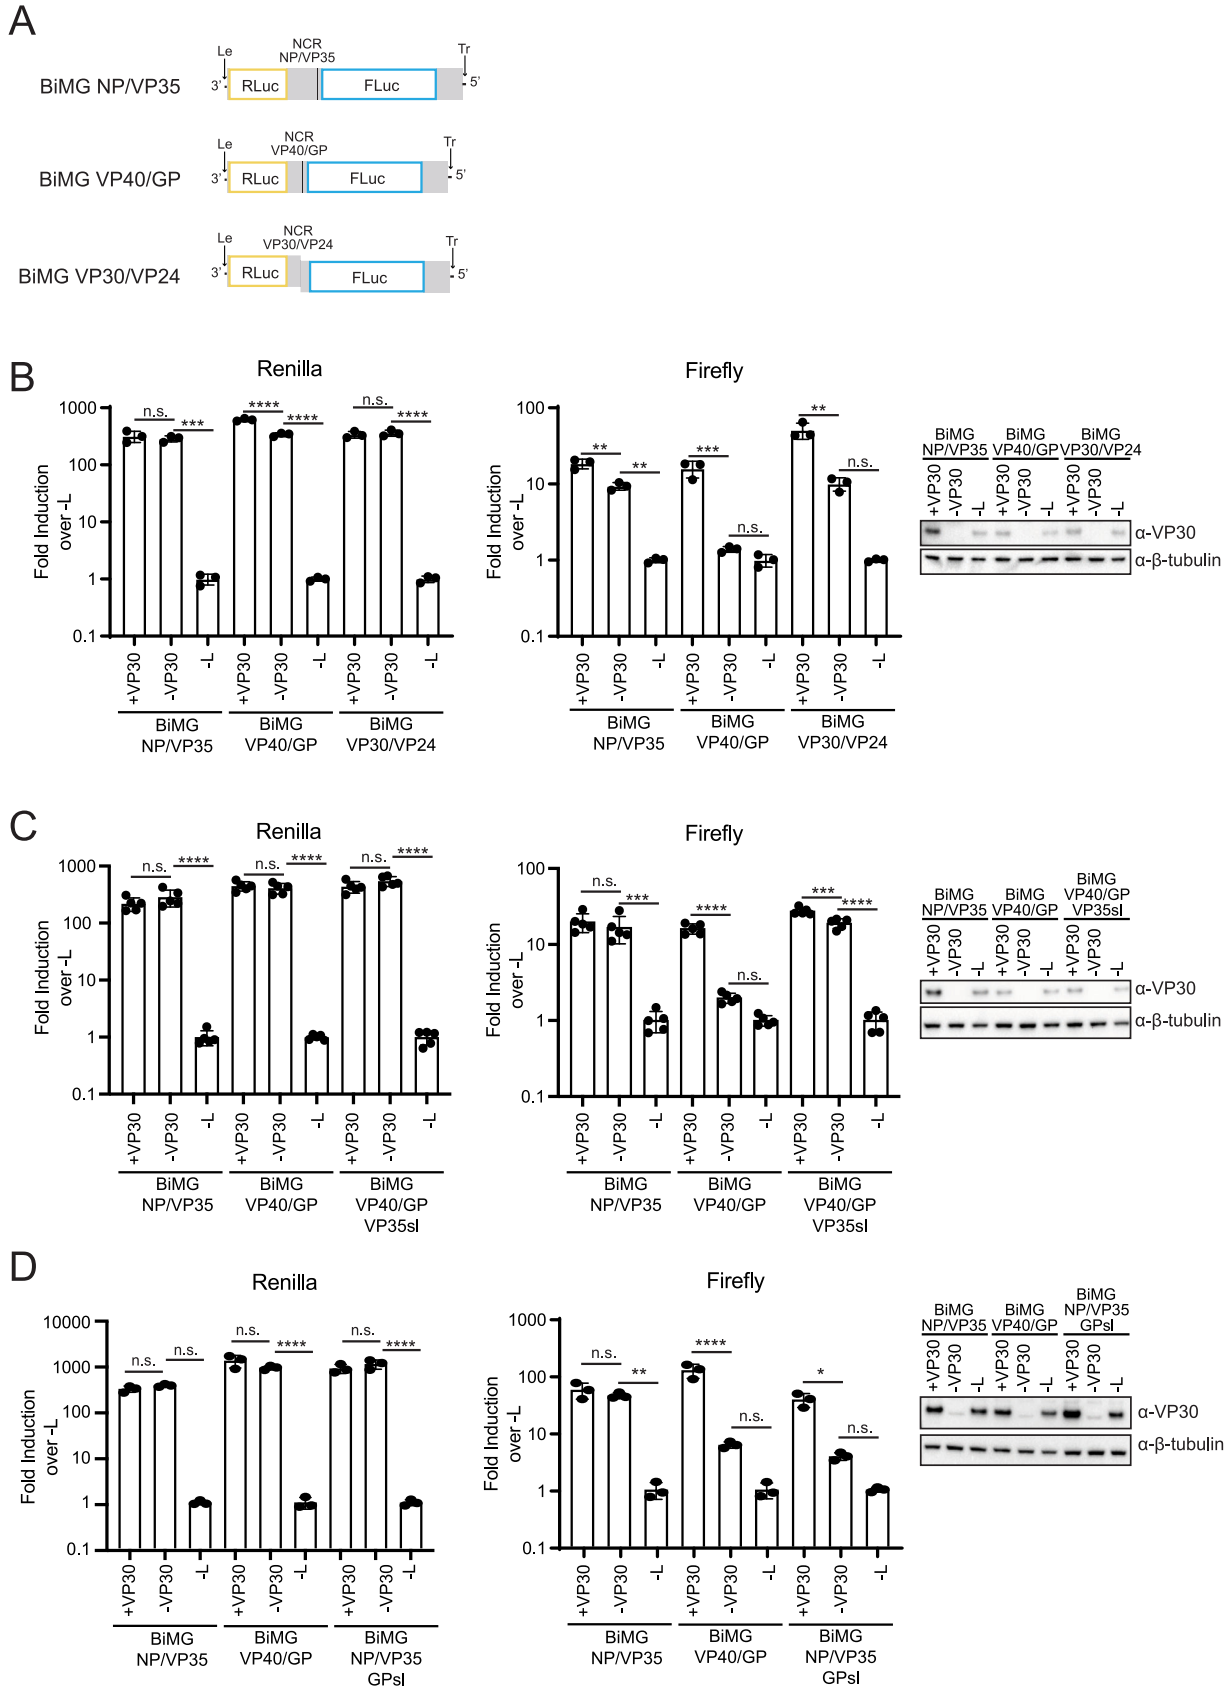 A
Le
NCR
NP/VP35
Tr
BiMG NP/VP35
3’
RLuc
FLuc
5’
Le
NCR
VP40/GP
Tr
BiMG VP40/GP
3’
RLuc
FLuc
5’
Le
NCR
VP30/VP24
Tr
BiMG VP30/VP24
3’
RLuc
FLuc
5’
B
Renilla
Fold Induction
over -L
1000
100
10
1
0.1
n.s.
***
****
****
n.s.
****
+VP30
-VP30
-L
+VP30
-VP30
-L
+VP30
-VP30
-L
BiMG
NP/VP35
BiMG
VP40/GP
BiMG
VP30/VP24
Firefly
Fold Induction
over -L
100
10
1
0.1
**
**
***
n.s.
**
n.s.
+VP30
-VP30
-L
+VP30
-VP30
-L
+VP30
-VP30
-L
BiMG
NP/VP35
BiMG
VP40/GP
BiMG
VP30/VP24
BiMG
NP/VP35
BiMG
VP40/GP
BiMG
VP30/VP24
+VP30
-VP30
-L
+VP30
-VP30
-L
+VP30
-VP30
-L
α-VP30
α-β-tubulin
C
Renilla
Fold Induction
over -L
1000
100
10
1
0.1
n.s.
****
n.s.
****
n.s.
****
+VP30
-VP30
-L
+VP30
-VP30
-L
+VP30
-VP30
-L
BiMG
NP/VP35
BiMG
VP40/GP
BiMG
VP40/GP
VP35sl
Firefly
Fold Induction
over -L
100
10
1
0.1
n.s.
***
****
n.s.
***
****
+VP30
-VP30
-L
+VP30
-VP30
-L
+VP30
-VP30
-L
BiMG
NP/VP35
BiMG
VP40/GP
BiMG
VP40/GP
VP35sl
BiMG
NP/VP35
BiMG
VP40/GP
BiMG
VP40/GP
VP35sl
+VP30
-VP30
-L
+VP30
-VP30
-L
+VP30
-VP30
-L
α-VP30
α-β-tubulin
D
Renilla
Fold Induction
over -L
10000
1000
100
10
1
0.1
n.s.
n.s.
n.s.
****
n.s.
****
+VP30
-VP30
-L
+VP30
-VP30
-L
+VP30
-VP30
-L
BiMG
NP/VP35
BiMG
VP40/GP
BiMG
NP/VP35
GPsl
Firefly
Fold Induction
over -L
1000
100
10
1
0.1
n.s.
**
****
n.s.
*
n.s.
+VP30
-VP30
-L
+VP30
-VP30
-L
+VP30
-VP30
-L
BiMG
NP/VP35
BiMG
VP40/GP
BiMG
NP/VP35
GPsl
BiMG
NP/VP35
BiMG
VP40/GP
BiMG
NP/VP35
GPsl
+VP30
-VP30
-L
+VP30
-VP30
-L
+VP30
-VP30
-L
α-VP30
α-β-tubulin